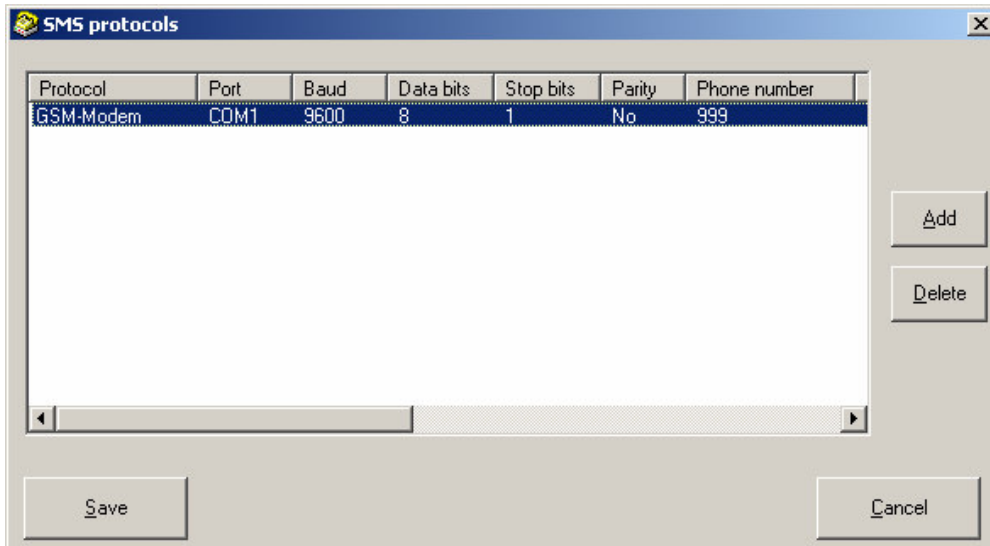 SMS protocols
Protocol Port Baud Data bits Stop bits Parity Phone number
GSM-Modem COM1 9600 8 1 No 999
Add
Delete
Save Cancel